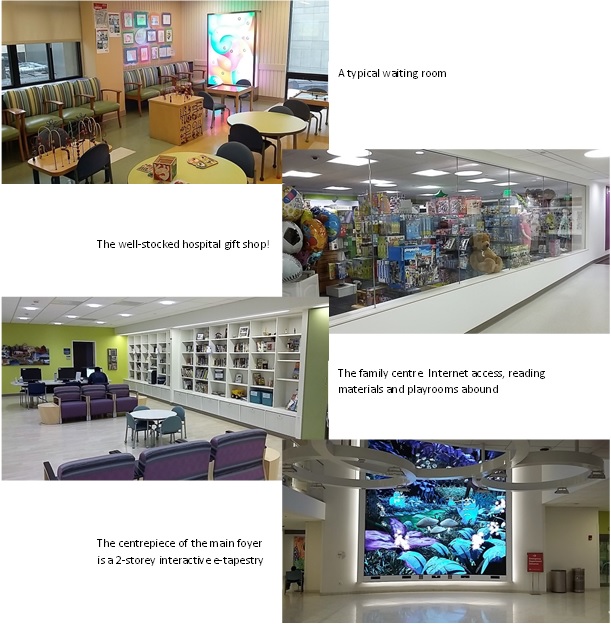 A typical waiting room
The well-stocked hospital gift shop!
The family centre Internet access, reading
materials and playrooms abound
The centrepiece of the main foyer
is a 2-storey interactive e-tapestry